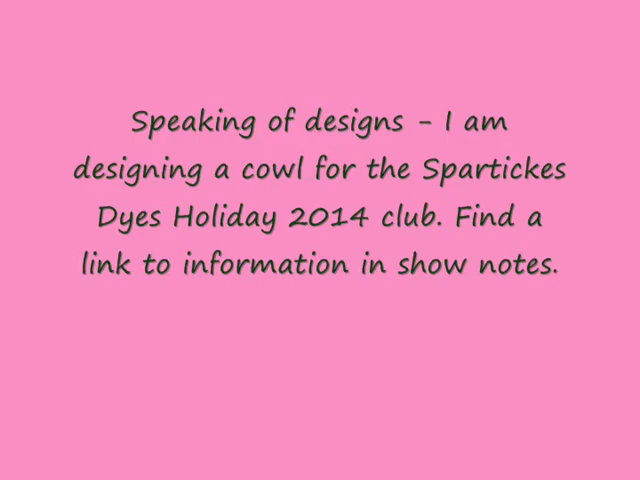 Speaking of designs - I am
designing a cowl for the Spartickes
Dyes Holiday 2014 club. Find a
link to information in show notes.